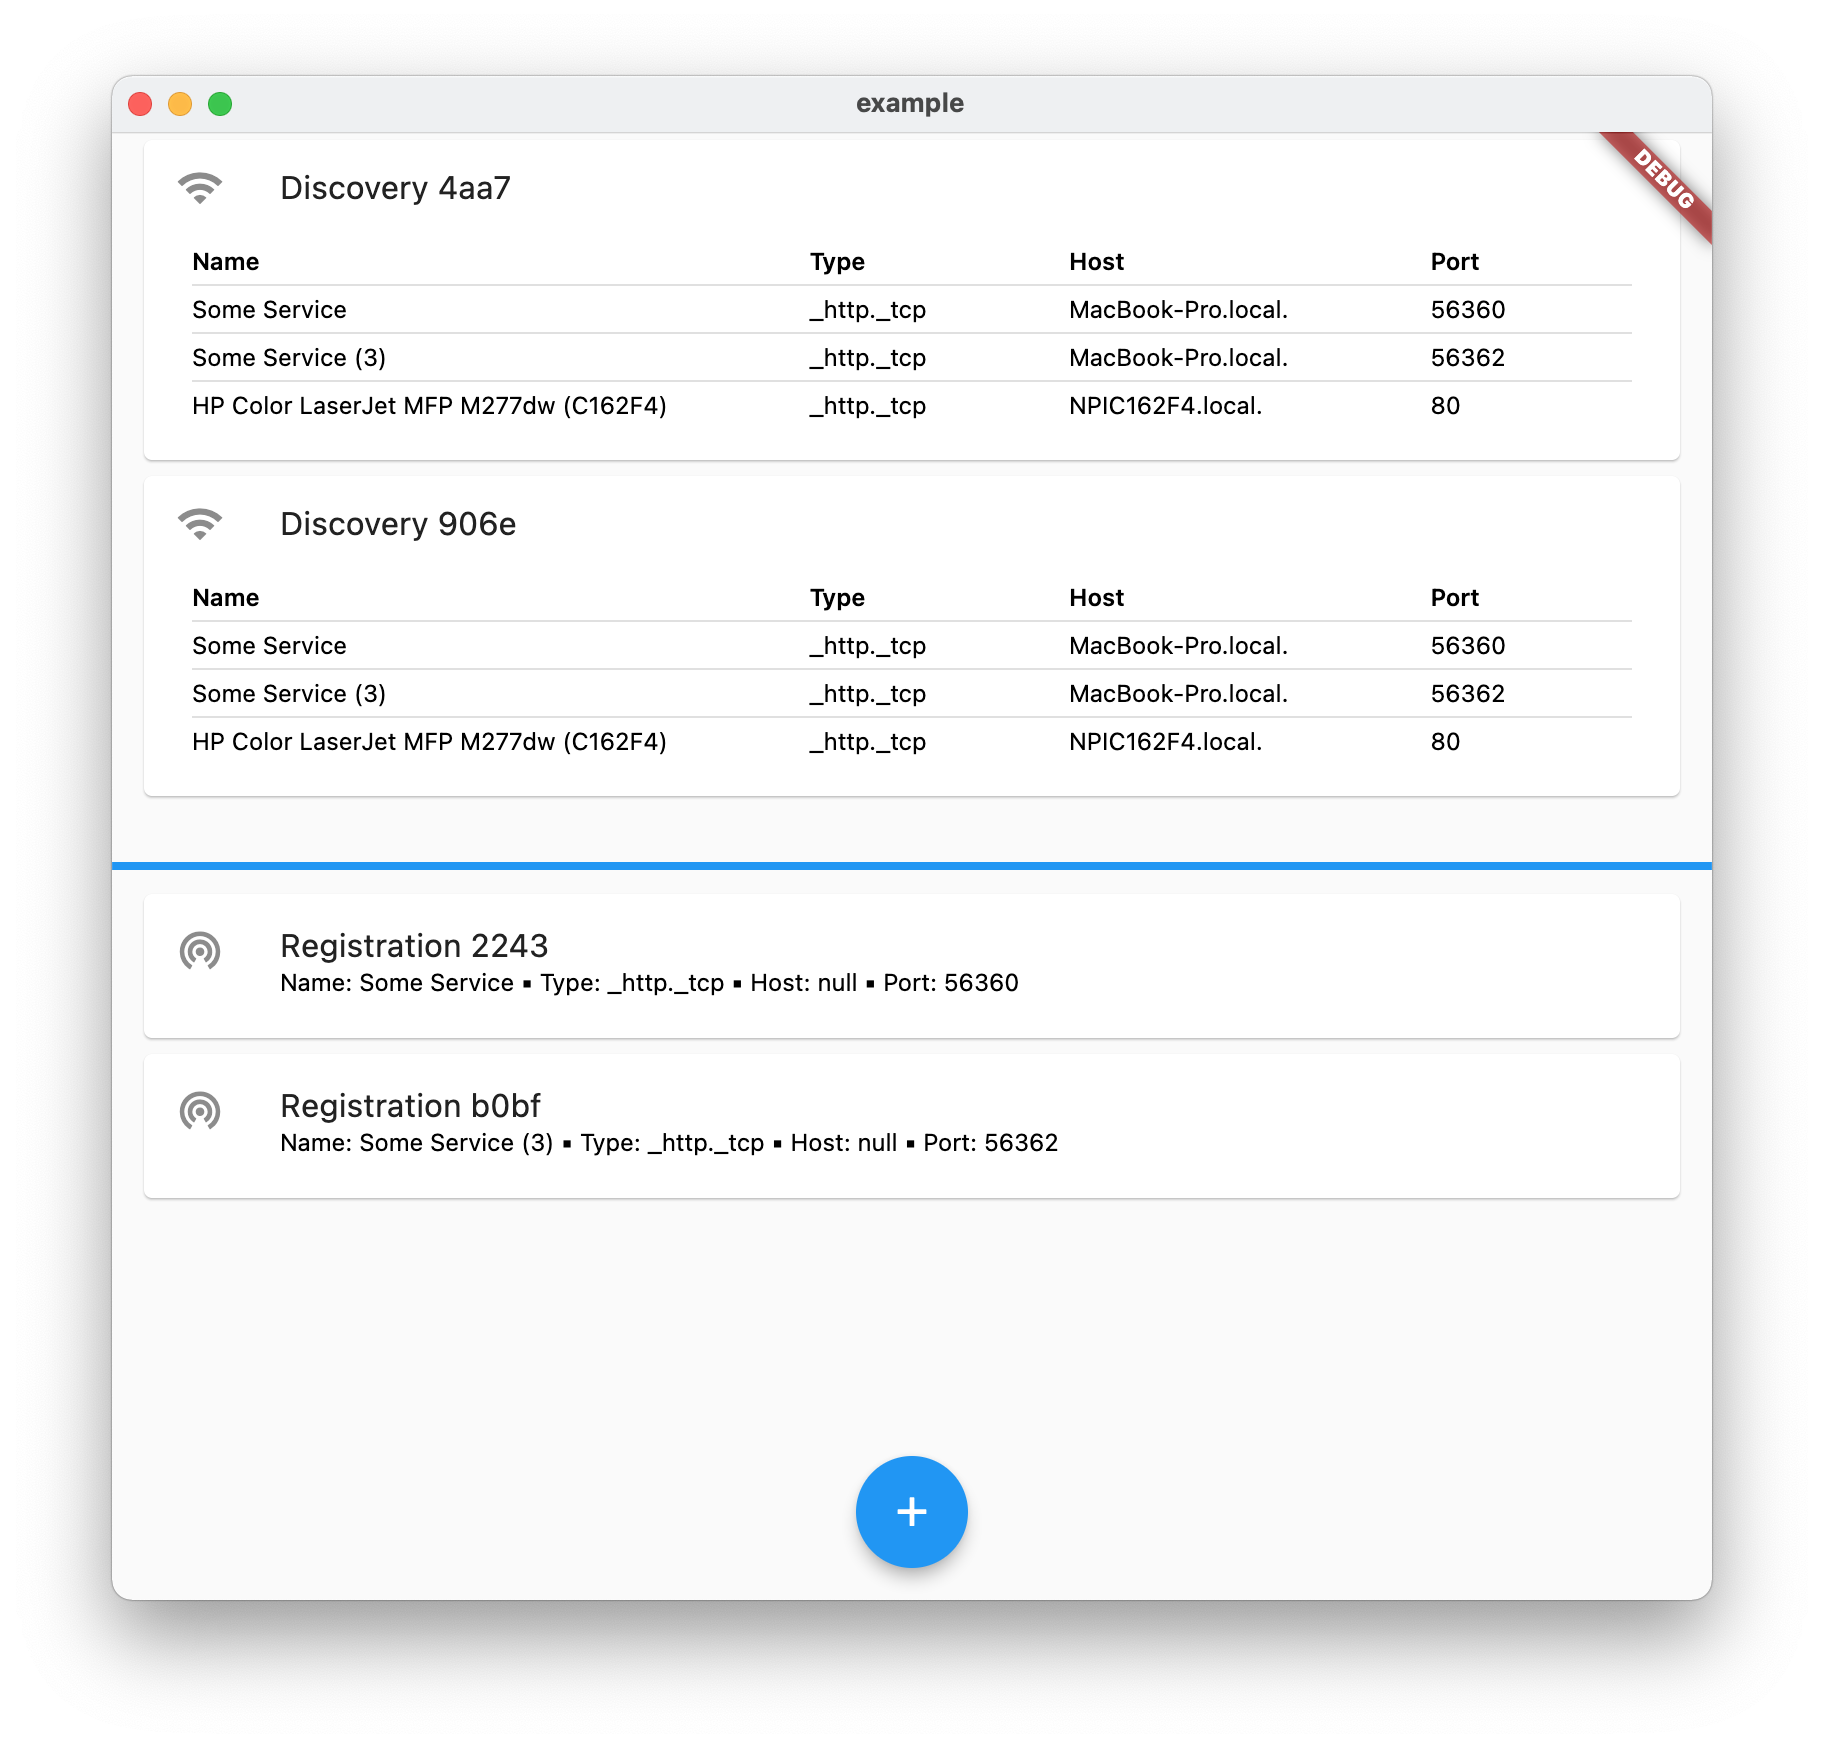 example
DEBUG
Discovery 4aa7
Name Type Host Port
Some Service _http._tcp MacBook-Pro.local. 56360
Some Service (3) _http._tcp MacBook-Pro.local. 56362
HP Color LaserJet MFP M277dw (C162F4) _http._tcp NPIC162F4.local. 80
Discovery 906e
Name Type Host Port
Some Service _http._tcp MacBook-Pro.local. 56360
Some Service (3) _http._tcp MacBook-Pro.local. 56362
HP Color LaserJet MFP M277dw (C162F4) _http._tcp NPIC162F4.local. 80
Registration 2243
Name: Some Service ▪ Type: _http._tcp ▪ Host: null ▪ Port: 56360
Registration b0bf
Name: Some Service (3) ▪ Type: _http._tcp ▪ Host: null ▪ Port: 56362
+